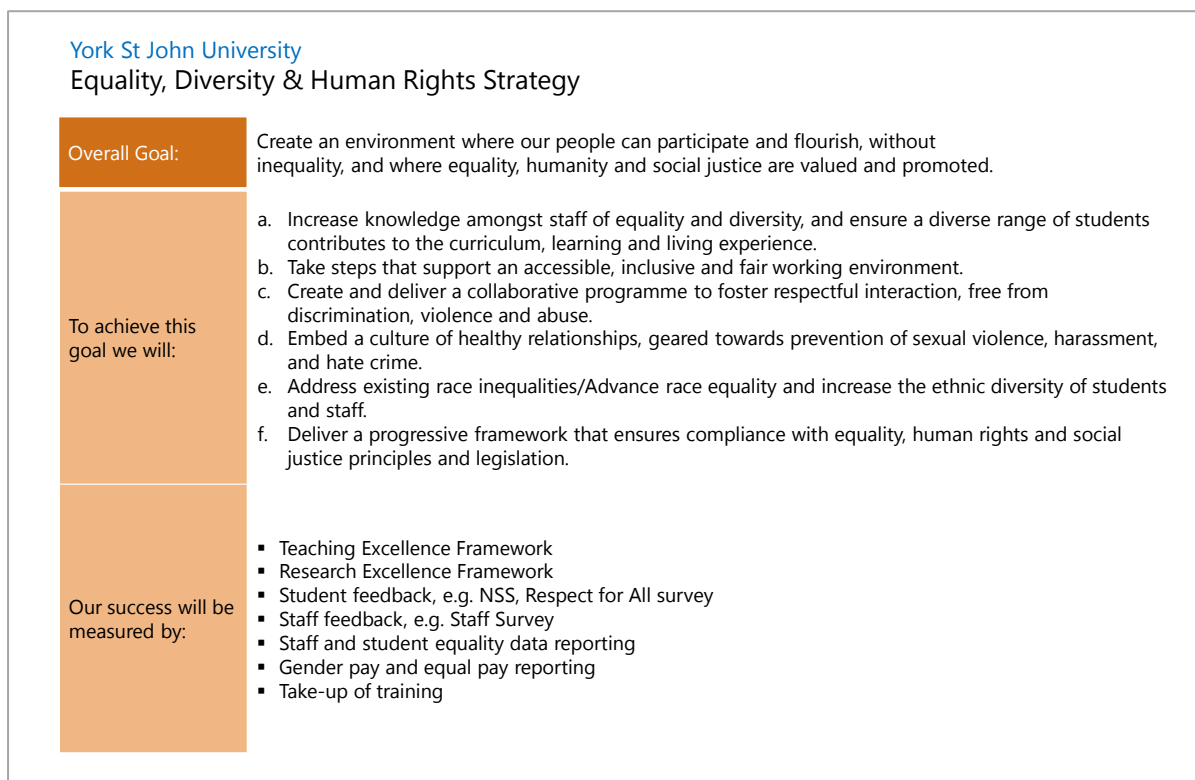 York St John University
Equality, Diversity & Human Rights Strategy
Overall Goal:
Create an environment where our people can participate and flourish, without
inequality, and where equality, humanity and social justice are valued and promoted.
To achieve this
goal we will:
a. Increase knowledge amongst staff of equality and diversity, and ensure a diverse range of students
contributes to the curriculum, learning and living experience.
b. Take steps that support an accessible, inclusive and fair working environment.
c. Create and deliver a collaborative programme to foster respectful interaction, free from
discrimination, violence and abuse.
d. Embed a culture of healthy relationships, geared towards prevention of sexual violence, harassment,
and hate crime.
e. Address existing race inequalities/Advance race equality and increase the ethnic diversity of students
and staff.
f. Deliver a progressive framework that ensures compliance with equality, human rights and social
justice principles and legislation.
Our success will be
measured by:
▪ Teaching Excellence Framework
▪ Research Excellence Framework
▪ Student feedback, e.g. NSS, Respect for All survey
▪ Staff feedback, e.g. Staff Survey
▪ Staff and student equality data reporting
▪ Gender pay and equal pay reporting
▪ Take-up of training